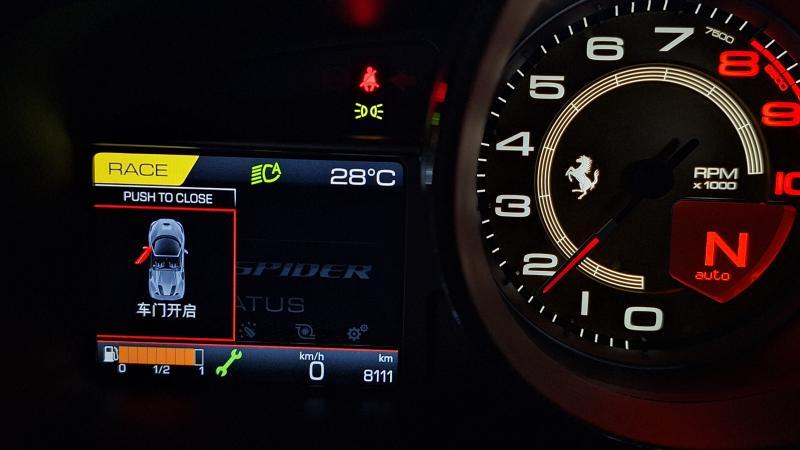 RACE
A
28°C
PUSH TO CLOSE
SPIDER
ATUS
车门开启
0 1/2 1
km/h
0
km
8111
0
1
2
3
4
5
6
7
7500
8
9
10
RPM
x1000
N
auto